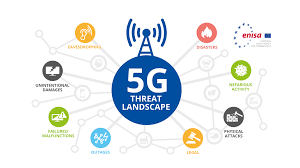 EAVESDROPPING
DISASTERS
enisa
5G
THREAT
LANDSCAPE
UNINTENTIONAL
DAMAGES
NEFARIOUS
ACTIVITY
FAILURES
MALFUNCTIONS
PHYSICAL
ATTACKS
OUTAGES
LEGAL